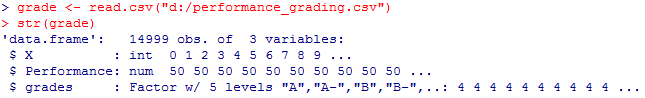 > grade <- read.csv("d:/performance_grading.csv")
> str(grade)
'data.frame':   14999 obs. of  3 variables:
 $ X          : int  0 1 2 3 4 5 6 7 8 9 ...
 $ Performance: num  50 50 50 50 50 50 50 50 50 50 ...
 $ grades     : Factor w/ 5 levels "A","A-","B","B-",..: 4 4 4 4 4 4 4 4 4 4 ...